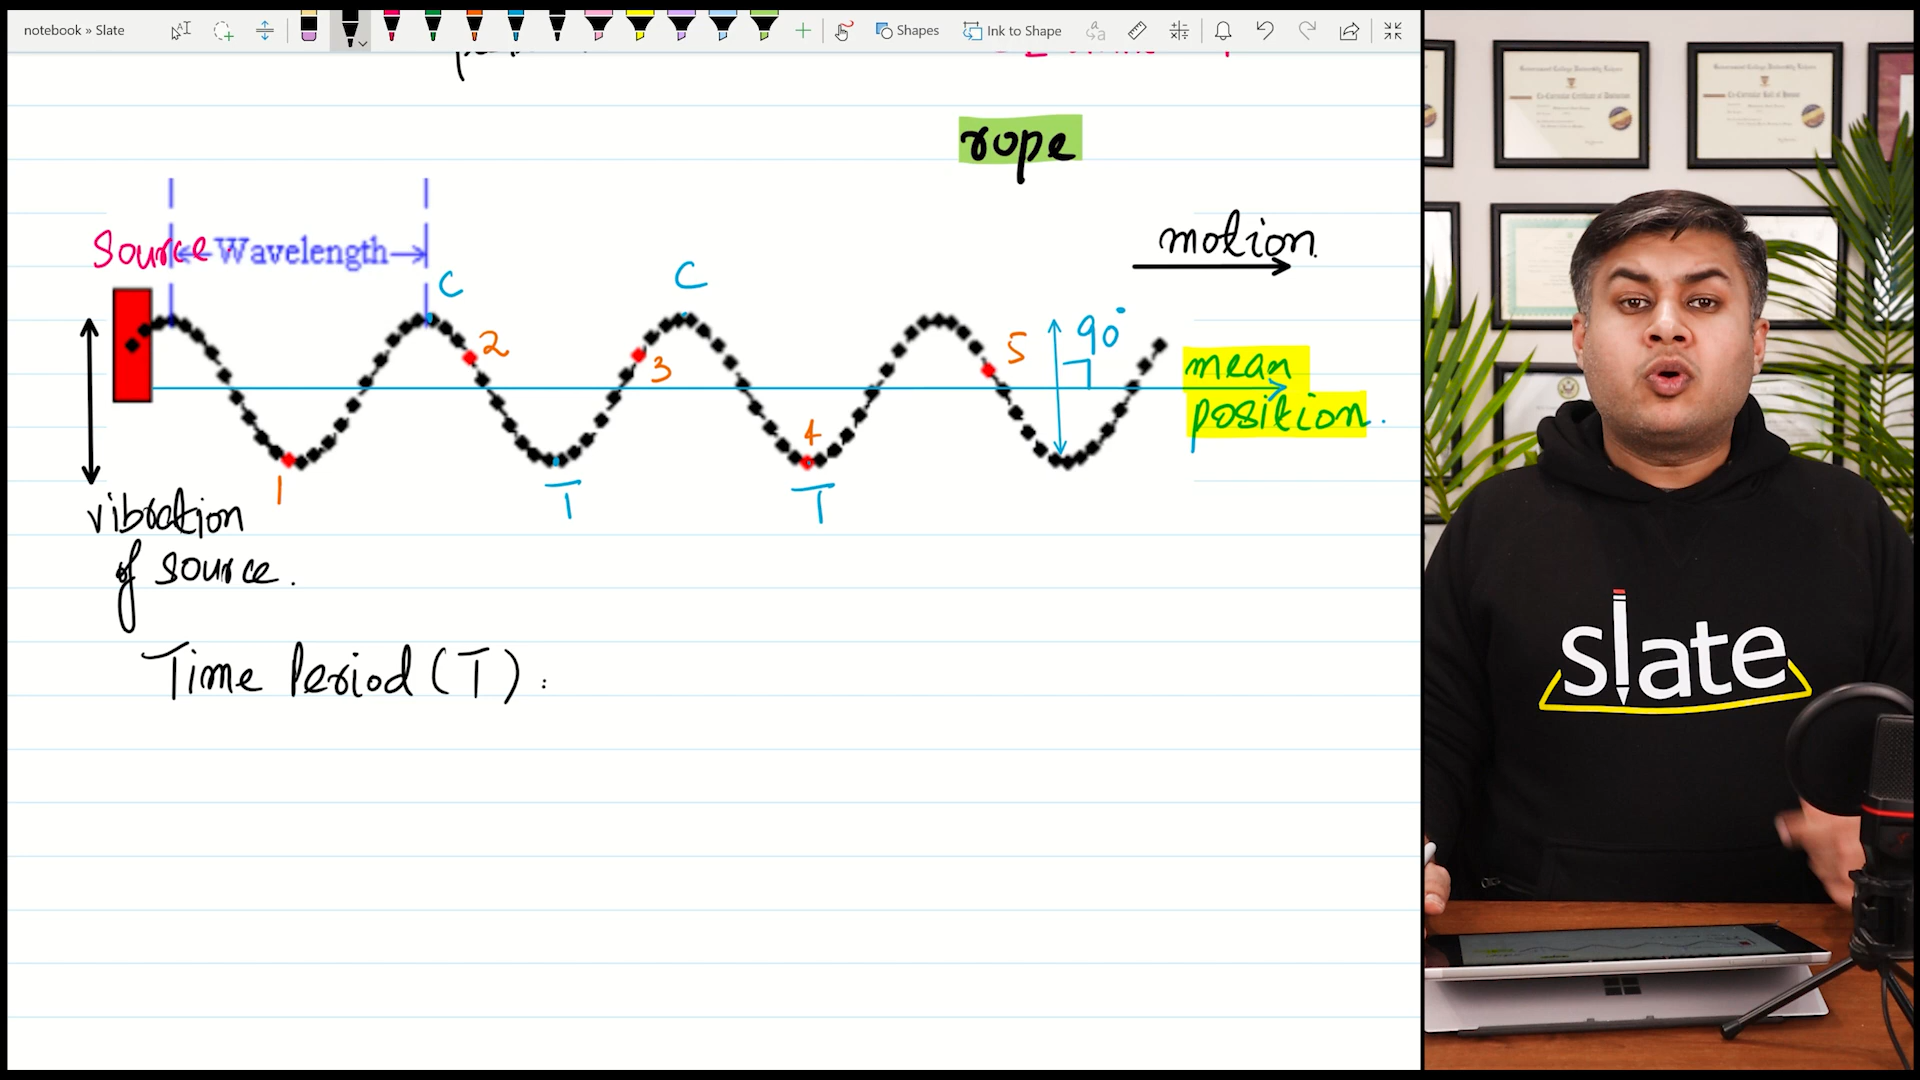 notebook » Slate
Shapes
Ink to Shape
rope
motion.
Source
Wavelength
C
C
2
3
5
90°
mean
position.
4
1
T
T
vibration
of source.
Time Period (T) :
Slate